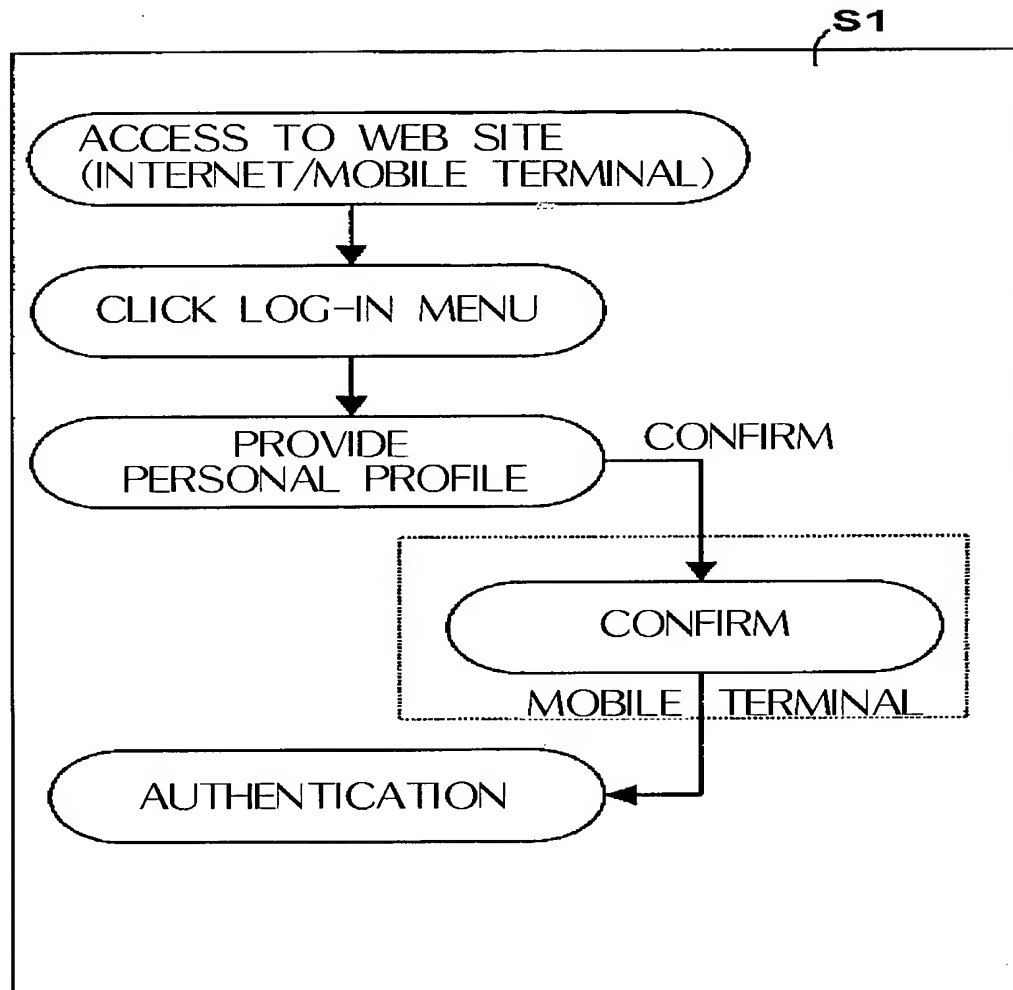 S1
ACCESS TO WEB SITE
(INTERNET/MOBILE TERMINAL)
CLICK LOG-IN MENU
PROVIDE
PERSONAL PROFILE
CONFIRM
CONFIRM
MOBILE TERMINAL
AUTHENTICATION